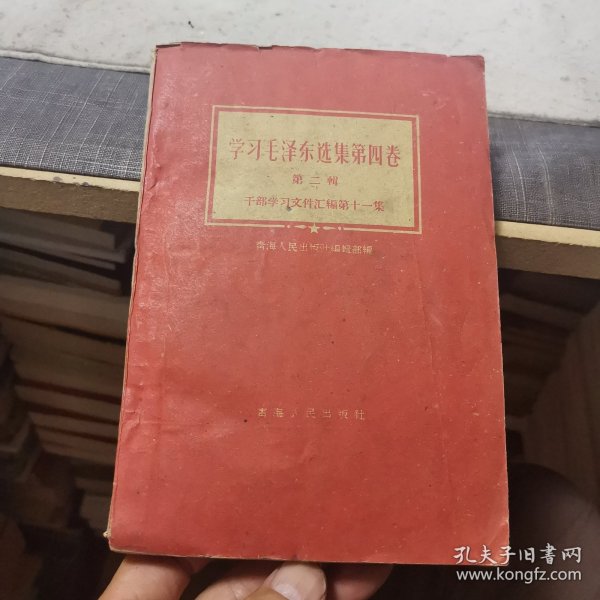 学习毛泽东选集第四卷
第二辑
干部学习文件汇编第十一集
青海人民出版社编辑部编
青海人民出版社
孔夫子旧书网
www.kongfz.com